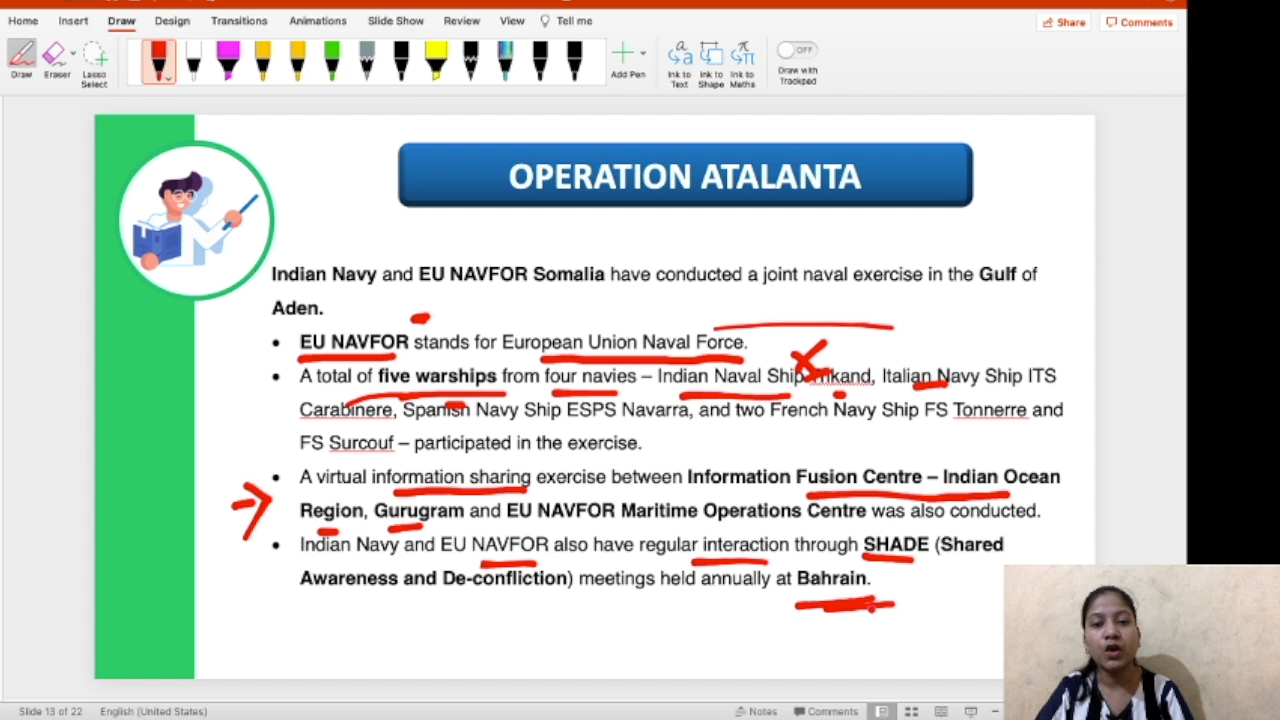 Home Insert Draw Design Transitions Animations Slide Show Review View Tell me Share Comments
Draw Eraser Lasso Select Add Pen Ink to Text Ink to Shape Ink to Maths OFF Draw with Trackpad
OPERATION ATALANTA
Indian Navy and EU NAVFOR Somalia have conducted a joint naval exercise in the Gulf of
Aden.
• EU NAVFOR stands for European Union Naval Force.
• A total of five warships from four navies – Indian Naval Ship Trikand, Italian Navy Ship ITS
Carabinere, Spanish Navy Ship ESPS Navarra, and two French Navy Ship FS Tonnerre and
FS Surcouf – participated in the exercise.
• A virtual information sharing exercise between Information Fusion Centre – Indian Ocean
Region, Gurugram and EU NAVFOR Maritime Operations Centre was also conducted.
• Indian Navy and EU NAVFOR also have regular interaction through SHADE (Shared
Awareness and De-confliction) meetings held annually at Bahrain.
Slide 13 of 22 English (United States) Notes Comments